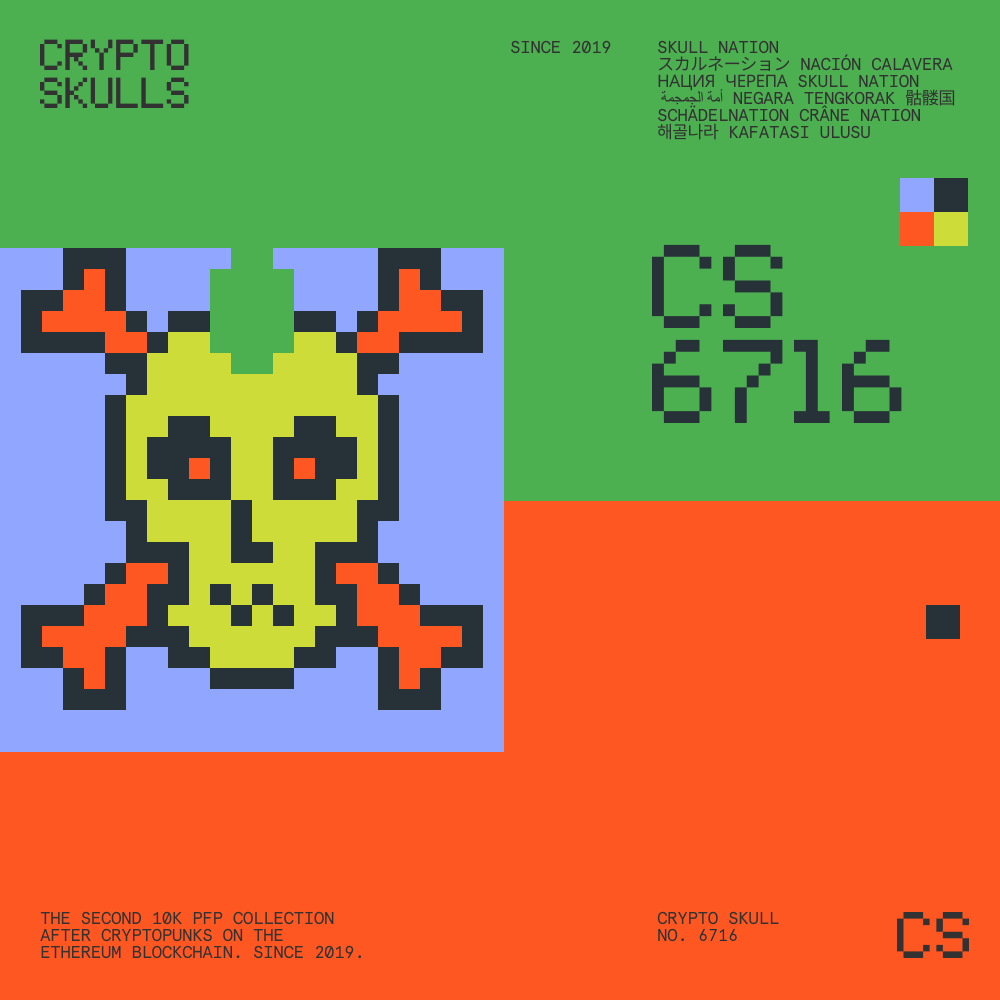 CRYPTO
SKULLS
SINCE 2019
SKULL NATION
スカルネーション NACIÓN CALAVERA
НАЦИЯ ЧЕРЕПА SKULL NATION
أمة الجمجمة NEGARA TENGKORAK 骷髅国
SCHÄDELNATION CRÂNE NATION
해골나라 KAFATASI ULUSU
CS
6716
THE SECOND 10K PFP COLLECTION
AFTER CRYPTOPUNKS ON THE
ETHEREUM BLOCKCHAIN. SINCE 2019.
CRYPTO SKULL
NO. 6716
CS